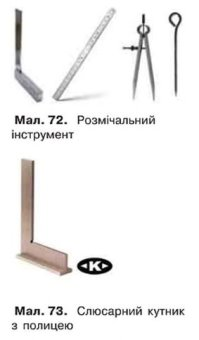 Мал. 72. Розмічальний
інструмент
К
Мал. 73. Слюсарний кутник
з полицею